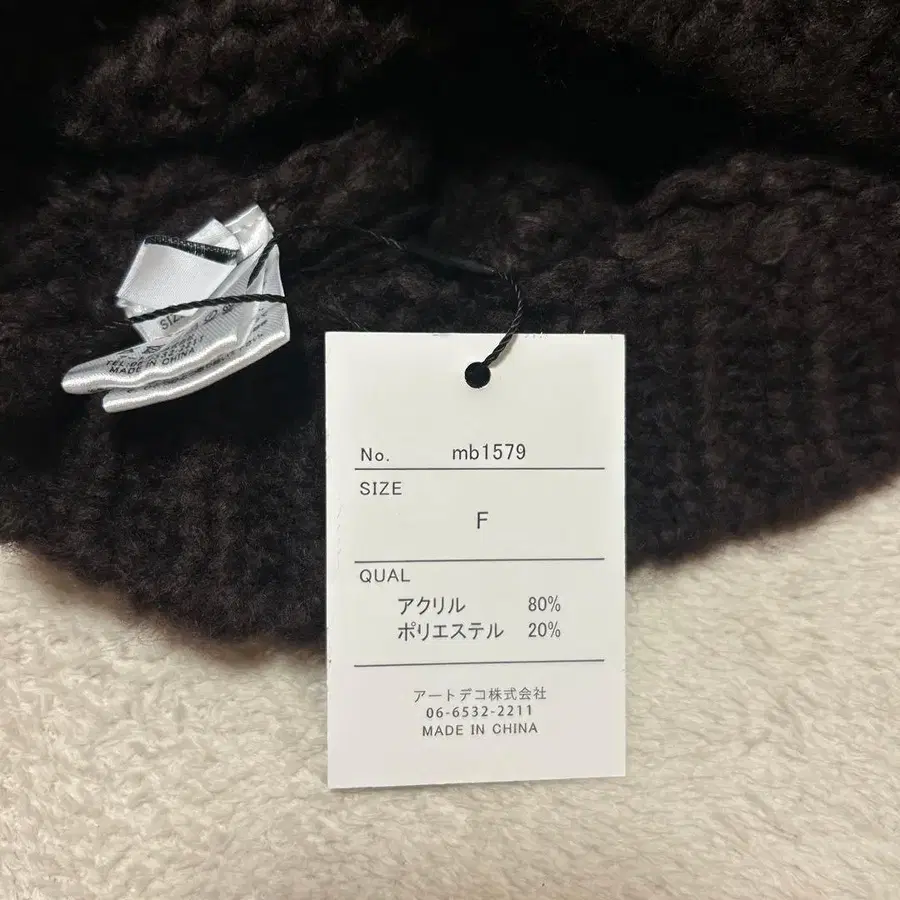 No. mb1579
SIZE
F
QUAL
アクリル 80%
ポリエステル 20%
アートデコ株式会社
06-6532-2211
MADE IN CHINA
SIZ
MADE IN CHINA